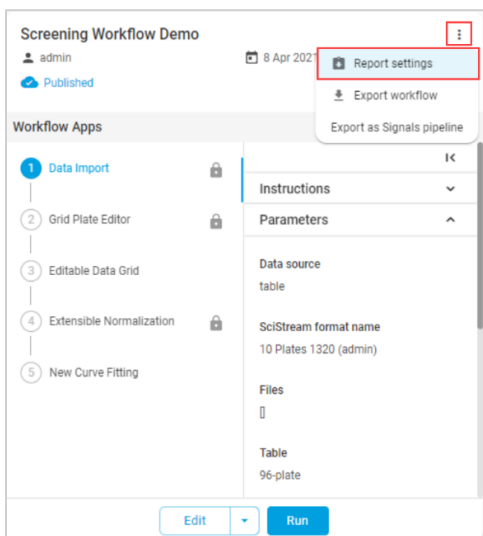 Screening Workflow Demo
admin
8 Apr 2021
Report settings
Published
Export workflow
Export as Signals pipeline
Workflow Apps
1 Data Import
2 Grid Plate Editor
3 Editable Data Grid
4 Extensible Normalization
5 New Curve Fitting
Instructions
Parameters
Data source
table
SciStream format name
10 Plates 1320 (admin)
Files
[]
Table
96-plate
Edit
Run